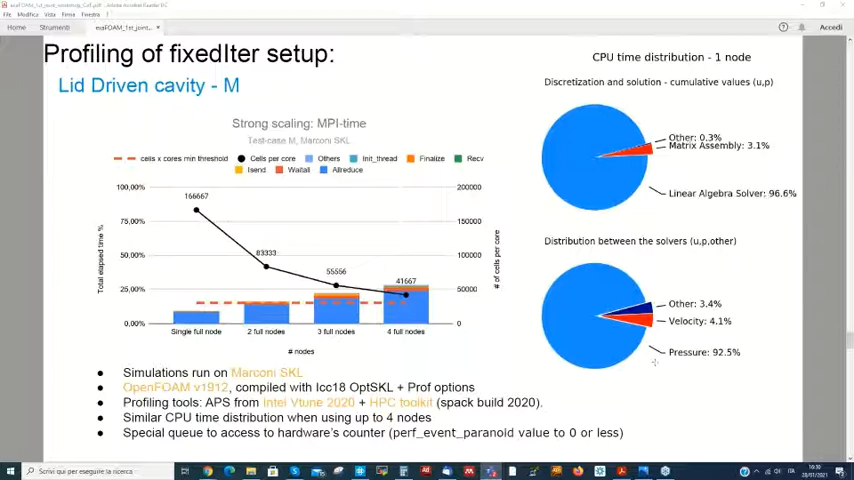 File Modifica Vista Firma Finestra
Home Strumenti exaFOAM_1st_joint... × Accedi
Profiling of fixedIter setup:
Lid Driven cavity - M
Strong scaling: MPI-time
Test-case M, Marconi SKL
cells x cores min threshold Cells per core Others Init_thread Finalize Recv
Isend Waitall Allreduce
100,00%
75,00%
50,00%
25,00%
0,00%
Total elapsed time %
166667
83333
55556
41667
200000
150000
100000
50000
0
# of cells per core
Single full node 2 full nodes 3 full nodes 4 full nodes
# nodes
CPU time distribution - 1 node
Discretization and solution - cumulative values (u,p)
Other: 0.3%
Matrix Assembly: 3.1%
Linear Algebra Solver: 96.6%
Distribution between the solvers (u,p,other)
Other: 3.4%
Velocity: 4.1%
Pressure: 92.5%
● Simulations run on Marconi SKL
● OpenFOAM v1912, compiled with Icc18 OptSKL + Prof options
● Profiling tools: APS from Intel Vtune 2020 + HPC toolkit (spack build 2020).
● Similar CPU time distribution when using up to 4 nodes
● Special queue to access to hardware's counter (perf_event_paranoid value to 0 or less)
Scrivi qui per eseguire la ricerca
ITA
16:30
28/01/2021